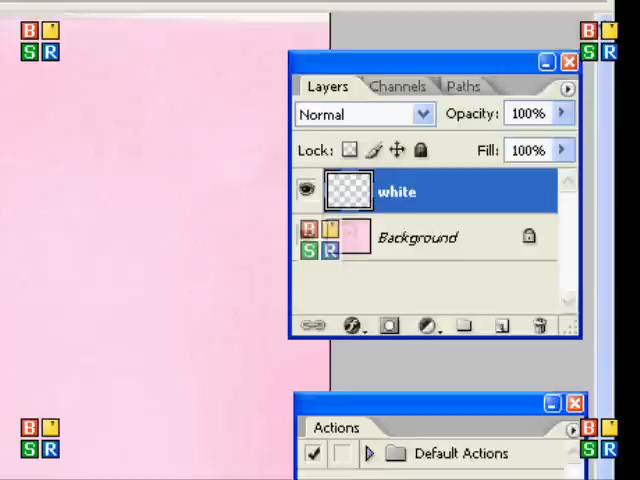 B '
S R
B '
S R
Layers Channels Paths
Normal Opacity: 100%
Lock: Fill: 100%
white
B '
S R
Background
B '
S R
B '
S R
Actions
Default Actions